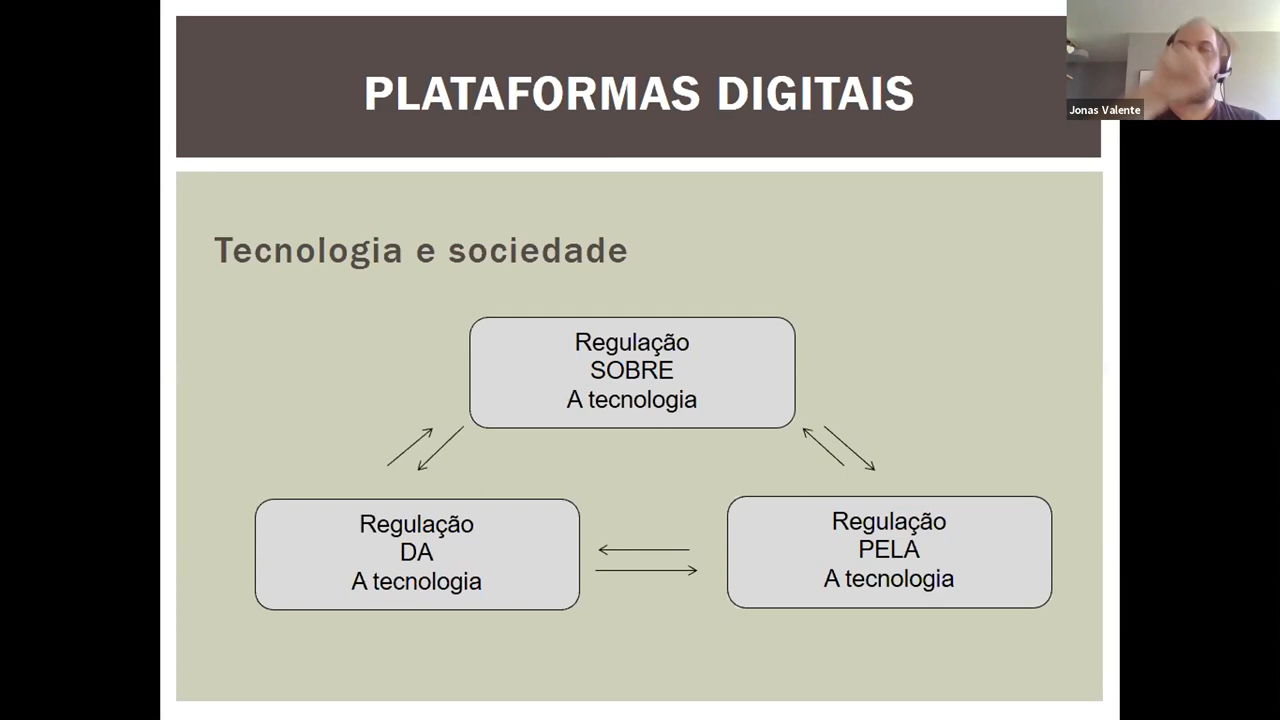 PLATAFORMAS DIGITAIS
Jonas Valente
Tecnologia e sociedade
Regulação
SOBRE
A tecnologia
Regulação
DA
A tecnologia
Regulação
PELA
A tecnologia